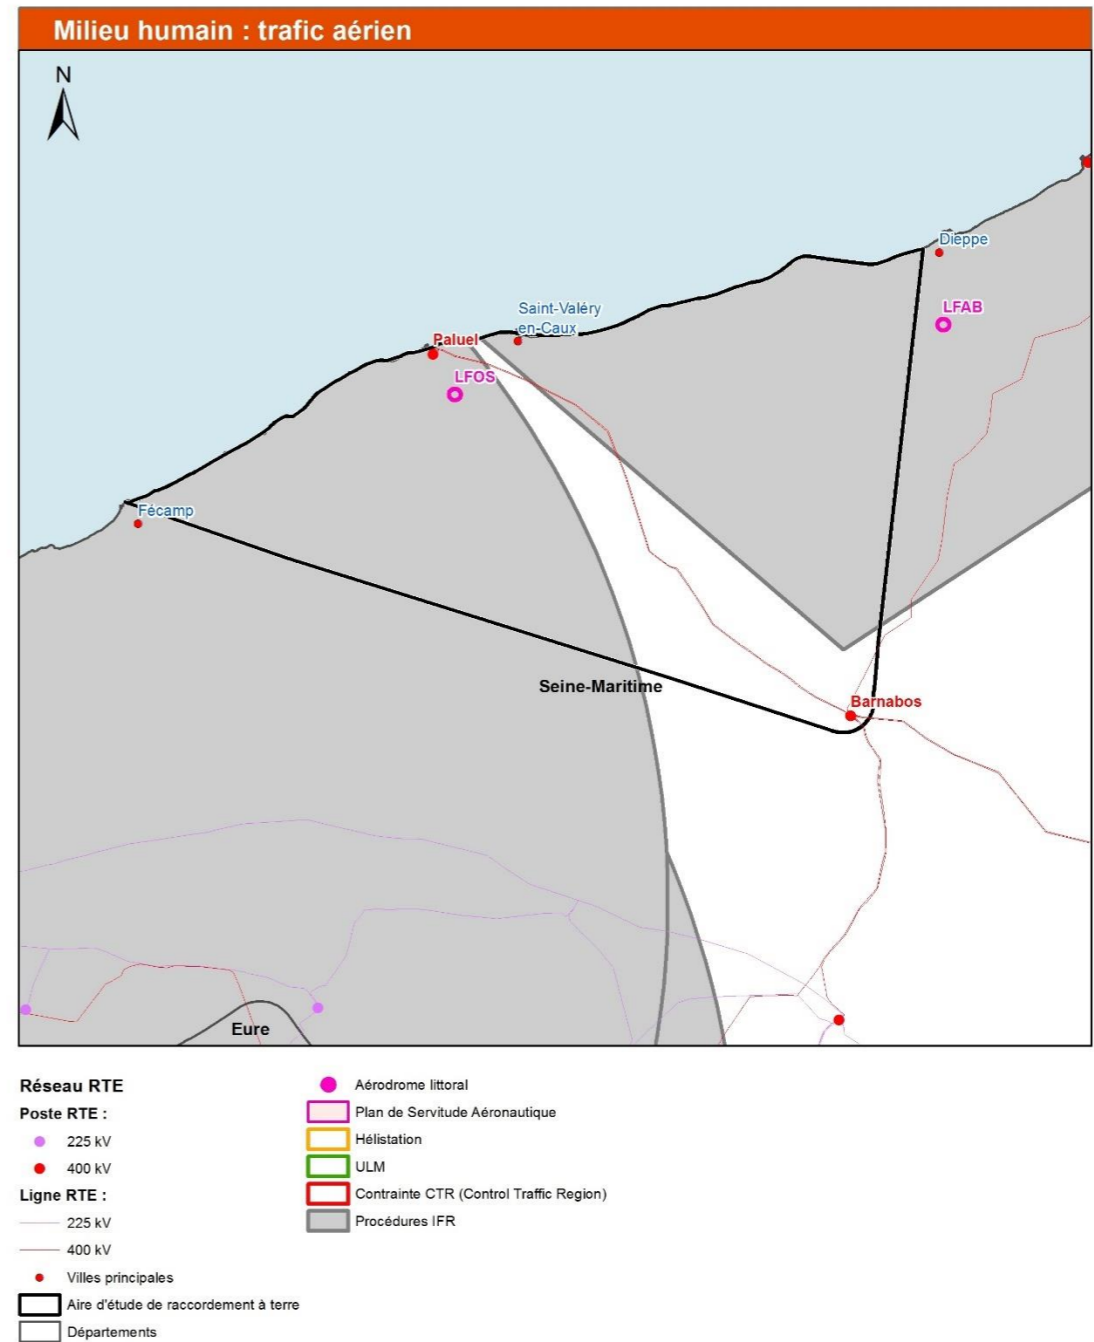 Milieu humain : trafic aérien
N
Dieppe
LFAB
Saint-Valéry
en-Caux
Paluel
LFOS
Fécamp
Seine-Maritime
Barnabos
Eure
Réseau RTE
Poste RTE :
225 kV
400 kV
Ligne RTE :
225 kV
400 kV
Villes principales
Aire d'étude de raccordement à terre
Départements
Aérodrome littoral
Plan de Servitude Aéronautique
Hélistation
ULM
Contrainte CTR (Control Traffic Region)
Procédures IFR